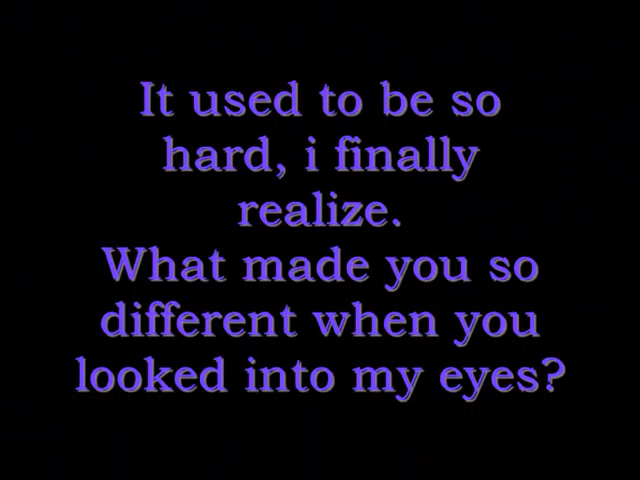 It used to be so
hard, i finally
realize.
What made you so
different when you
looked into my eyes?